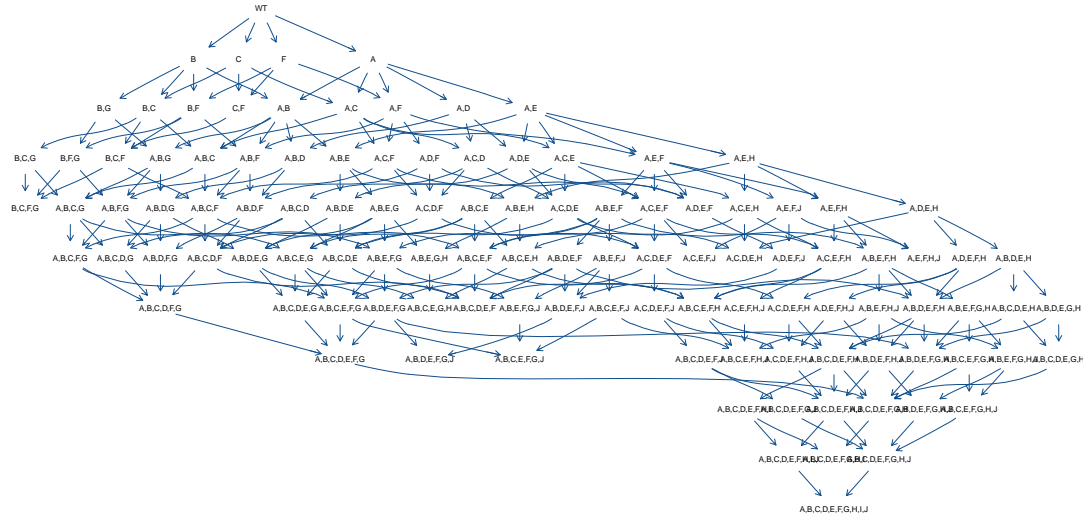 WT
B C F A
B,G B,C B,F C,F A,B A,C A,F A,D A,E
B,C,G B,F,G B,C,F A,B,G A,B,C A,B,F A,B,D A,B,E A,C,F A,D,F A,C,D A,D,E A,C,E A,E,F A,E,H
B,C,F,G A,B,C,G A,B,F,G A,B,D,G A,B,C,F A,B,D,F A,B,C,D A,B,D,E A,B,E,G A,C,D,F A,B,C,E A,B,E,H A,C,D,E A,B,E,F A,C,E,F A,D,E,F A,C,E,H A,E,F,J A,E,F,H A,D,E,H
A,B,C,F,G A,B,C,D,G A,B,D,F,G A,B,C,D,F A,B,D,E,G A,B,C,E,G A,B,C,D,E A,B,E,F,G A,B,E,G,H A,B,C,E,F A,B,C,E,H A,B,D,E,F A,B,E,F,J A,C,D,E,F A,C,E,F,J A,C,D,E,H A,D,E,F,J A,C,E,F,H A,B,E,F,H A,E,F,H,J A,D,E,F,H A,B,D,E,H
A,B,C,D,F,G A,B,C,D,E,G A,B,C,E,F,G A,B,D,E,F,G A,B,C,E,G,H A,B,C,D,E,F A,B,E,F,G,J A,B,D,E,F,J A,B,C,E,F,J A,C,D,E,F,J A,B,C,E,F,H A,C,E,F,H,J A,C,D,E,F,H A,D,E,F,H,J A,B,E,F,H,J A,B,D,E,F,H A,B,E,F,G,H A,B,C,D,E,H A,B,D,E,G,H
A,B,C,D,E,F,G A,B,D,E,F,G,J A,B,C,E,F,G,J A,B,C,D,E,F,J A,B,C,E,F,H,J A,C,D,E,F,H,J A,B,C,D,E,F,H A,B,D,E,F,H,J A,B,D,E,F,G,H A,B,C,E,F,G,H A,B,E,F,G,H,J A,B,C,D,E,G,H
A,B,D,E,F,G,H,J A,B,C,E,F,G,H,J
A,B,C,D,E,F,G,H,J
A,B,C,D,E,F,G,H,I,J